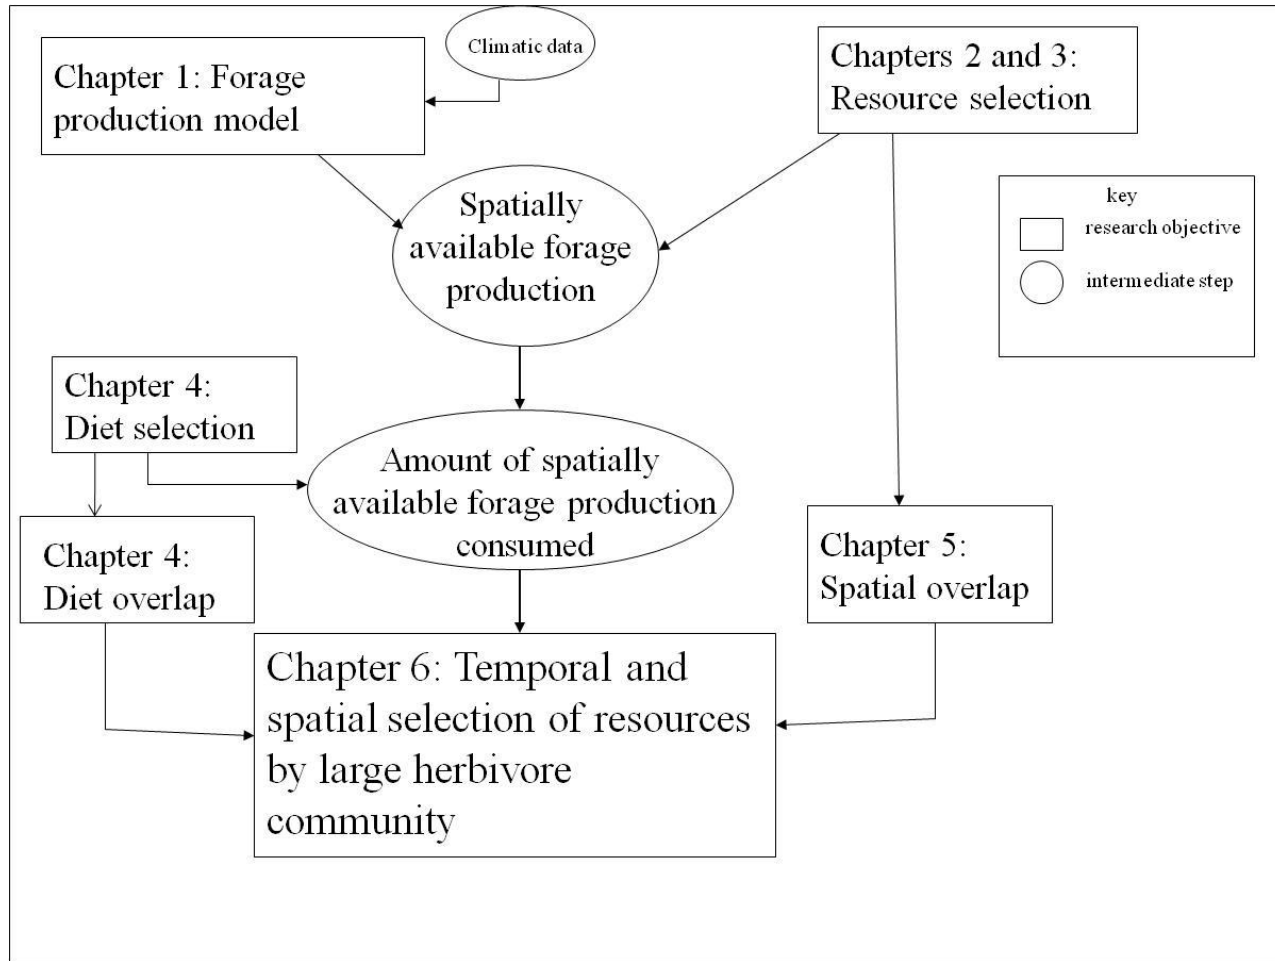 Climatic data
Chapter 1: Forage
production model
Chapters 2 and 3:
Resource selection
key
research objective
intermediate step
Spatially
available forage
production
Chapter 4:
Diet selection
Amount of spatially
available forage production
consumed
Chapter 4:
Diet overlap
Chapter 5:
Spatial overlap
Chapter 6: Temporal and
spatial selection of resources
by large herbivore
community